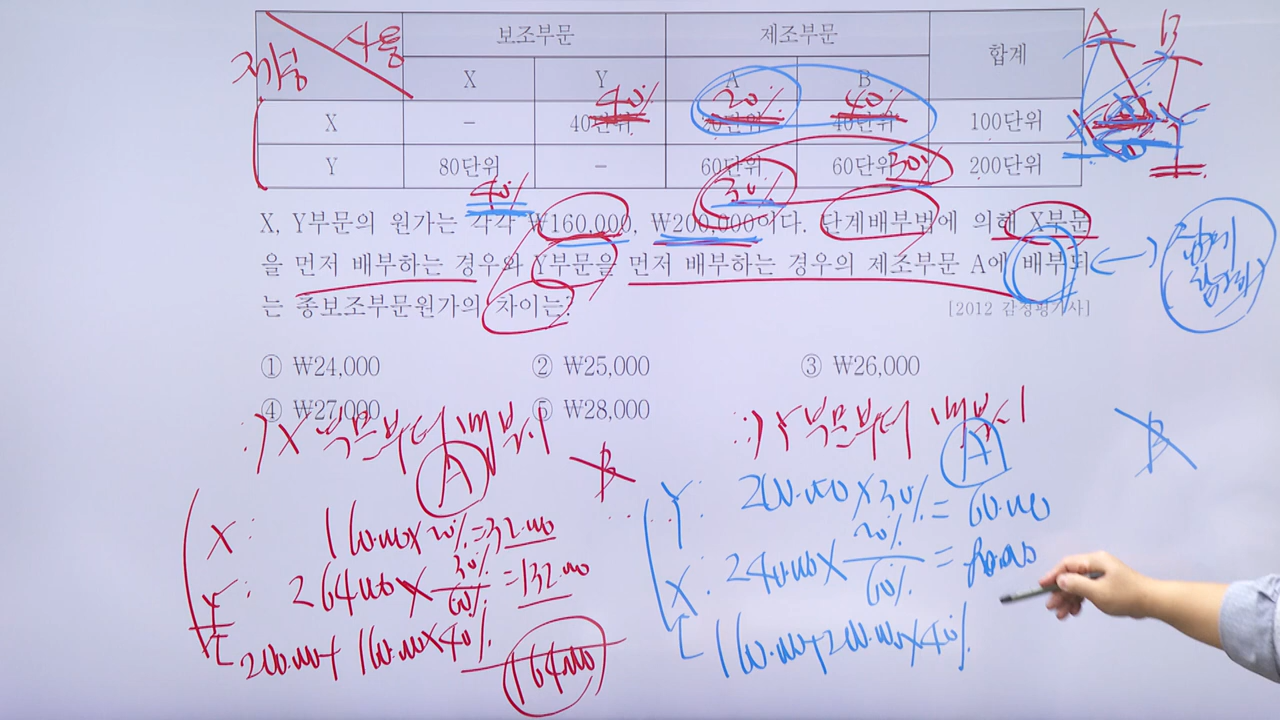 제공 사용 보조부문 제조부문 합계 A B
X Y A B
40% 20% 40%
X - 40단위 20단위 40단위 100단위 X Y
Y 80단위 - 60단위 60단위 30% 200단위
40% 30%
X, Y부문의 원가는 각각 ₩160,000, ₩200,000이다. 단계배부법에 의해 X부문
을 먼저 배부하는 경우와 Y부문을 먼저 배부하는 경우의 제조부문 A에 배부되
는 총보조부문원가의 차이는? [2012 감정평가사]
① ₩24,000 ② ₩25,000 ③ ₩26,000
④ ₩27,000 ⑤ ₩28,000
i) X부문부터 배부시 ii) Y부문부터 배부시
A B A B
X: 160.000×20%=32.000 Y: 200.000×30%=60.000
Y: 264.000×30%/60%=132.000 X: 240.000×20%/60%=80.000
200.000+160.000×40% 160.000+200.000×40%
164.000